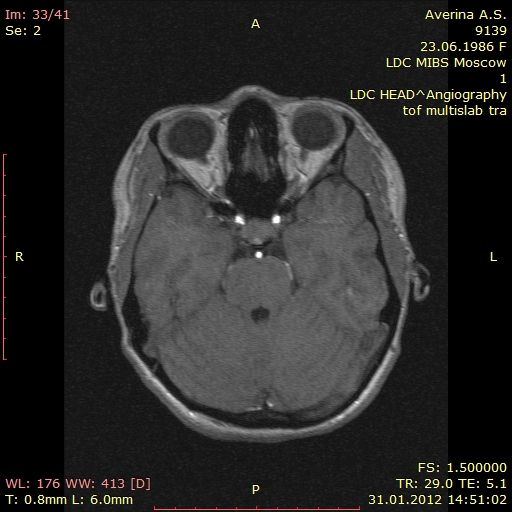 Im: 33/41
Se: 2
A
Averina A.S.
9139
23.06.1986 F
LDC MIBS Moscow
1
LDC HEAD^Angiography
tof multislab tra
R
L
WL: 176 WW: 413 [D]
T: 0.8mm L: 6.0mm
P
FS: 1.500000
TR: 29.0 TE: 5.1
31.01.2012 14:51:02